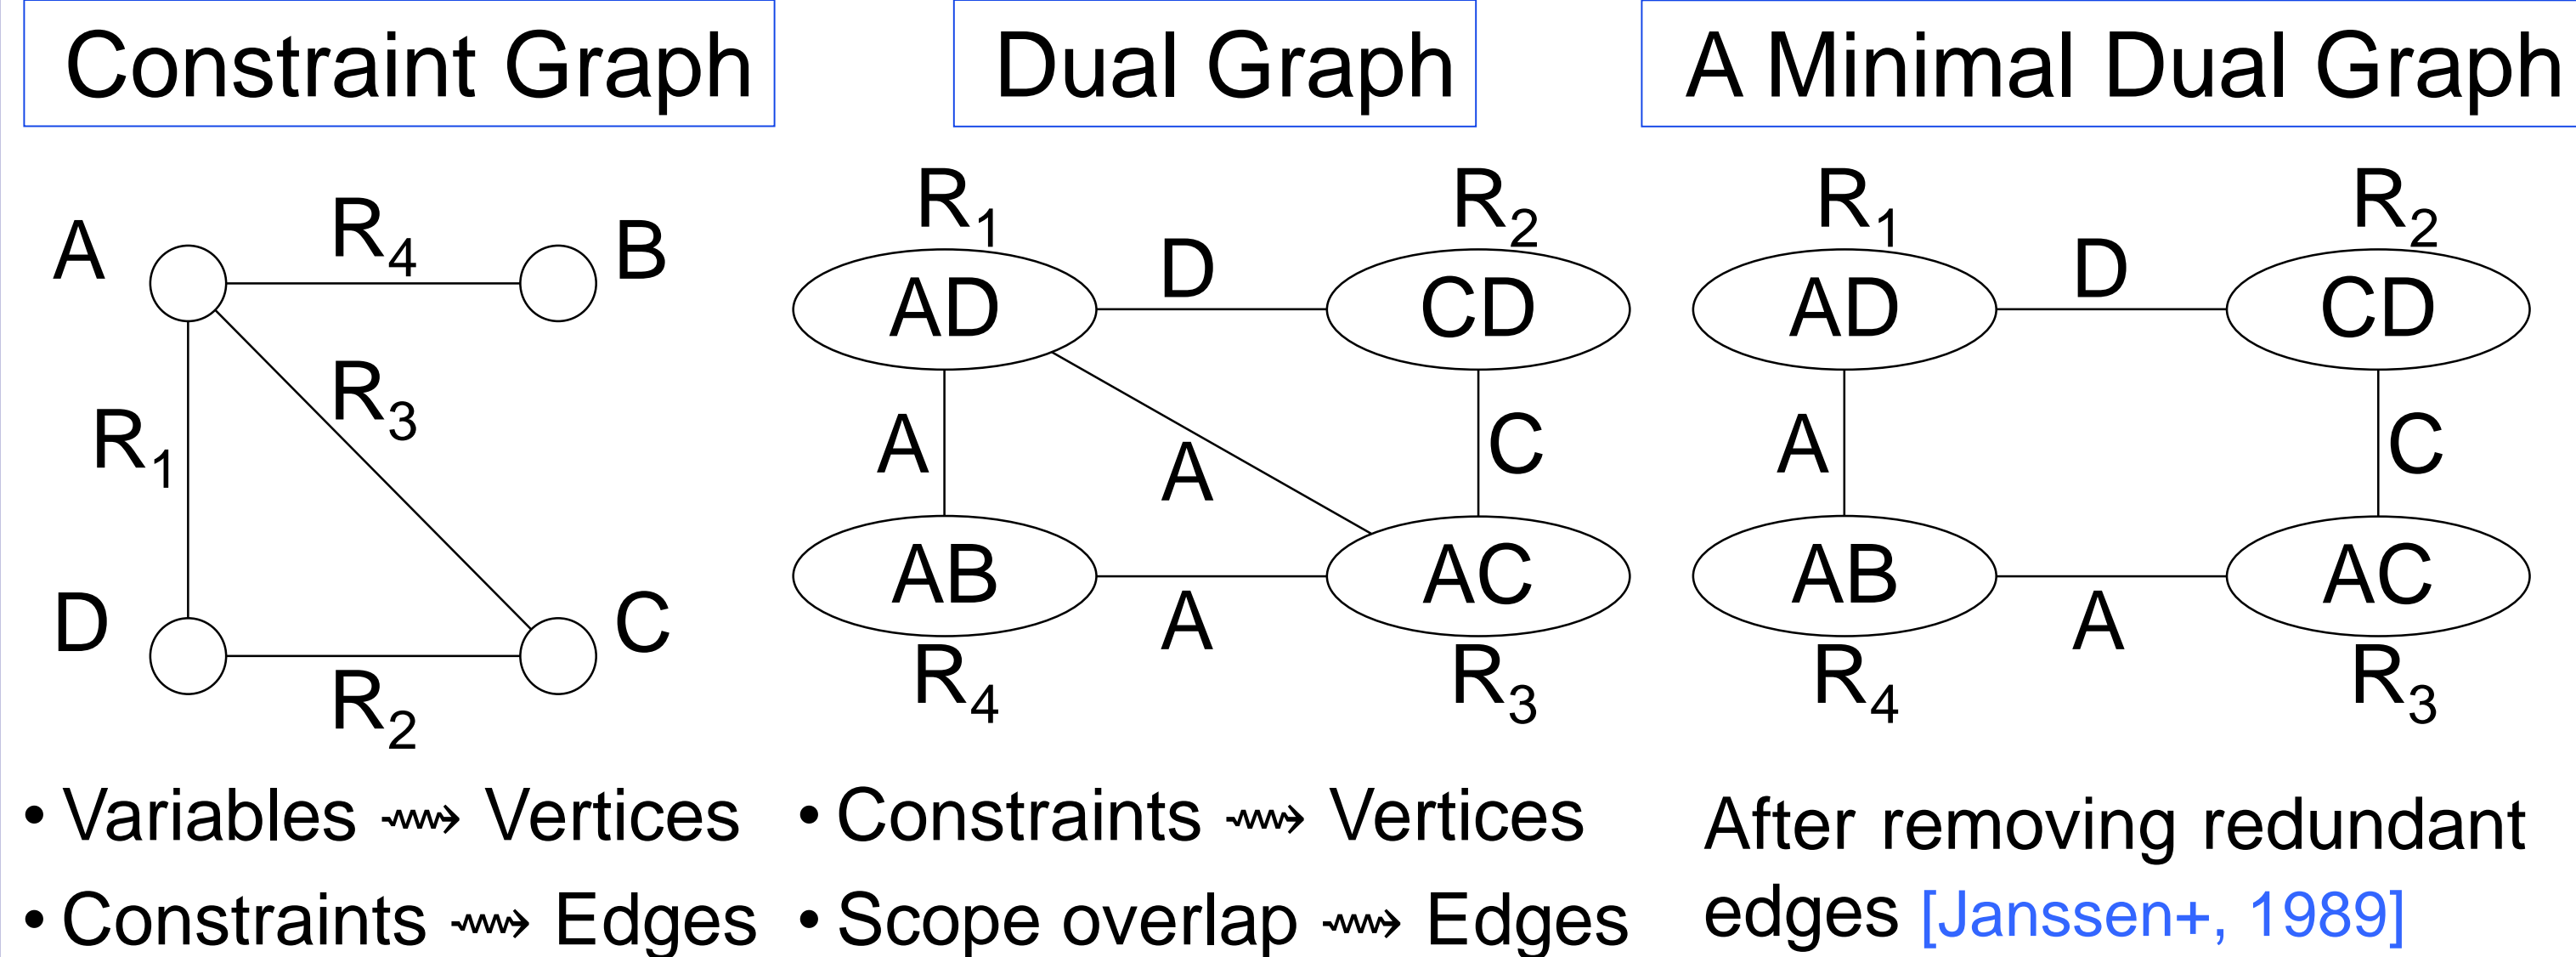 Constraint Graph
Dual Graph
A Minimal Dual Graph
A
R4
B
R1
R3
D
R2
C
R1
R2
AD
D
CD
A
A
C
AB
A
AC
R4
R3
R1
R2
AD
D
CD
A
C
AB
A
AC
R4
R3
• Variables ⇝ Vertices
• Constraints ⇝ Edges
• Constraints ⇝ Vertices
• Scope overlap ⇝ Edges
After removing redundant
edges [Janssen+, 1989]